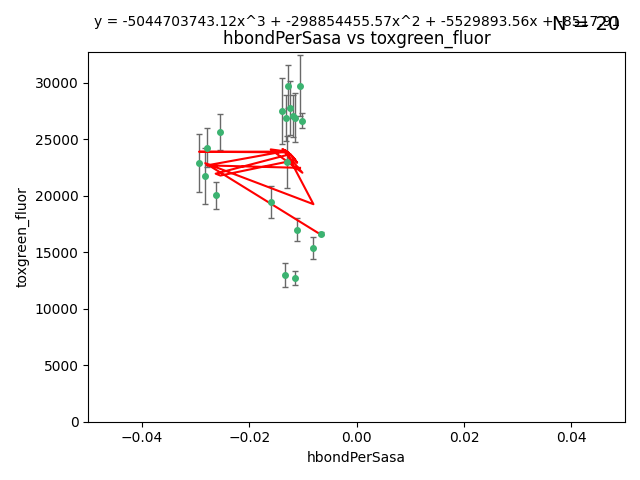 y = -5044703743.12x^3 + -298854455.57x^2 + -5529893.56x + -8517.91
N = 20
hbondPerSasa vs toxgreen_fluor
30000
25000
20000
15000
10000
5000
0
toxgreen_fluor
−0.04 −0.02 0.00 0.02 0.04
hbondPerSasa